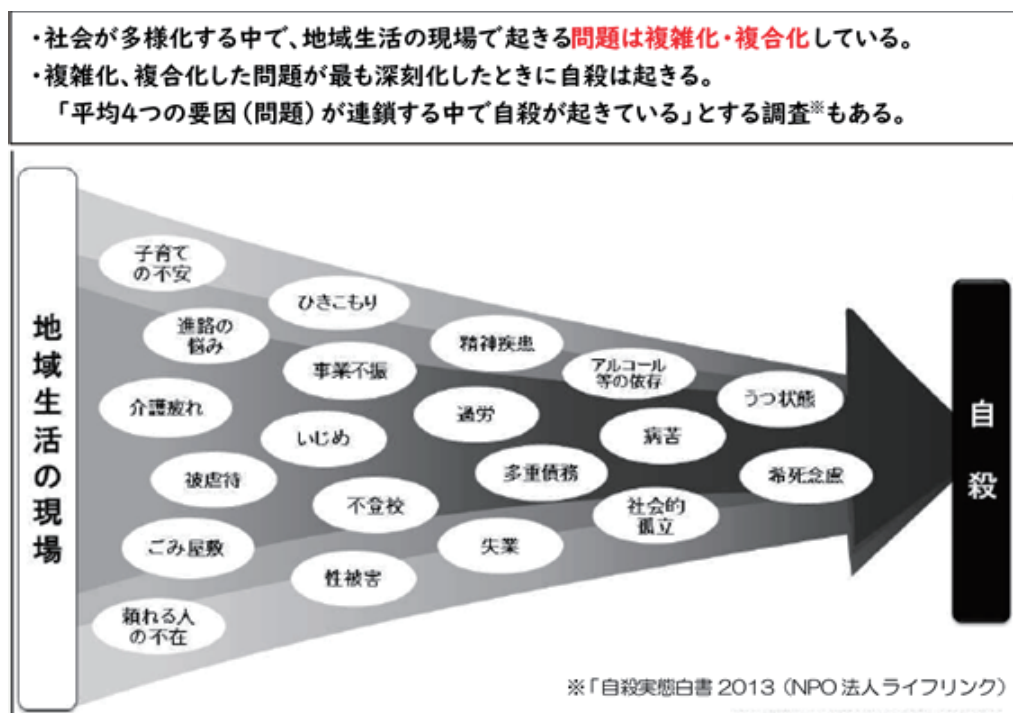 ・社会が多様化する中で、地域生活の現場で起きる問題は複雑化・複合化している。
・複雑化、複合化した問題が最も深刻化したときに自殺は起きる。
「平均4つの要因(問題)が連鎖する中で自殺が起きている」とする調査※もある。
地域生活の現場
子育て
の不安
進路の
悩み
介護疲れ
被虐待
ごみ屋敷
頼れる人
の不在
ひきこもり
事業不振
いじめ
不登校
性被害
精神疾患
過労
多重債務
失業
アルコール
等の依存
病苦
社会的
孤立
うつ状態
希死念慮
自殺
※「自殺実態白書2013(NPO法人ライフリンク)